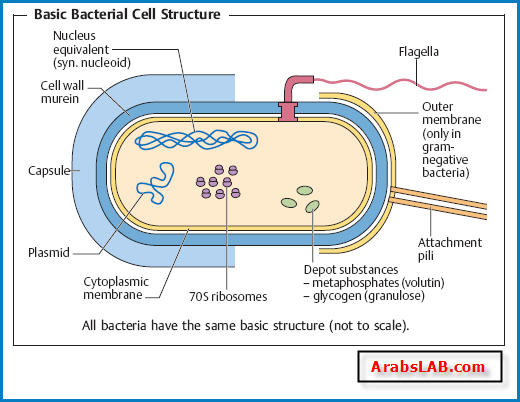 Basic Bacterial Cell Structure
Nucleus
equivalent
(syn. nucleoid)
Flagella
Cell wall
murein
Outer
membrane
(only in
gram-
negative
bacteria)
Capsule
Plasmid
Attachment
pili
Cytoplasmic
membrane
70S ribosomes
Depot substances
– metaphosphates (volutin)
– glycogen (granulose)
All bacteria have the same basic structure (not to scale).
ArabsLAB.com